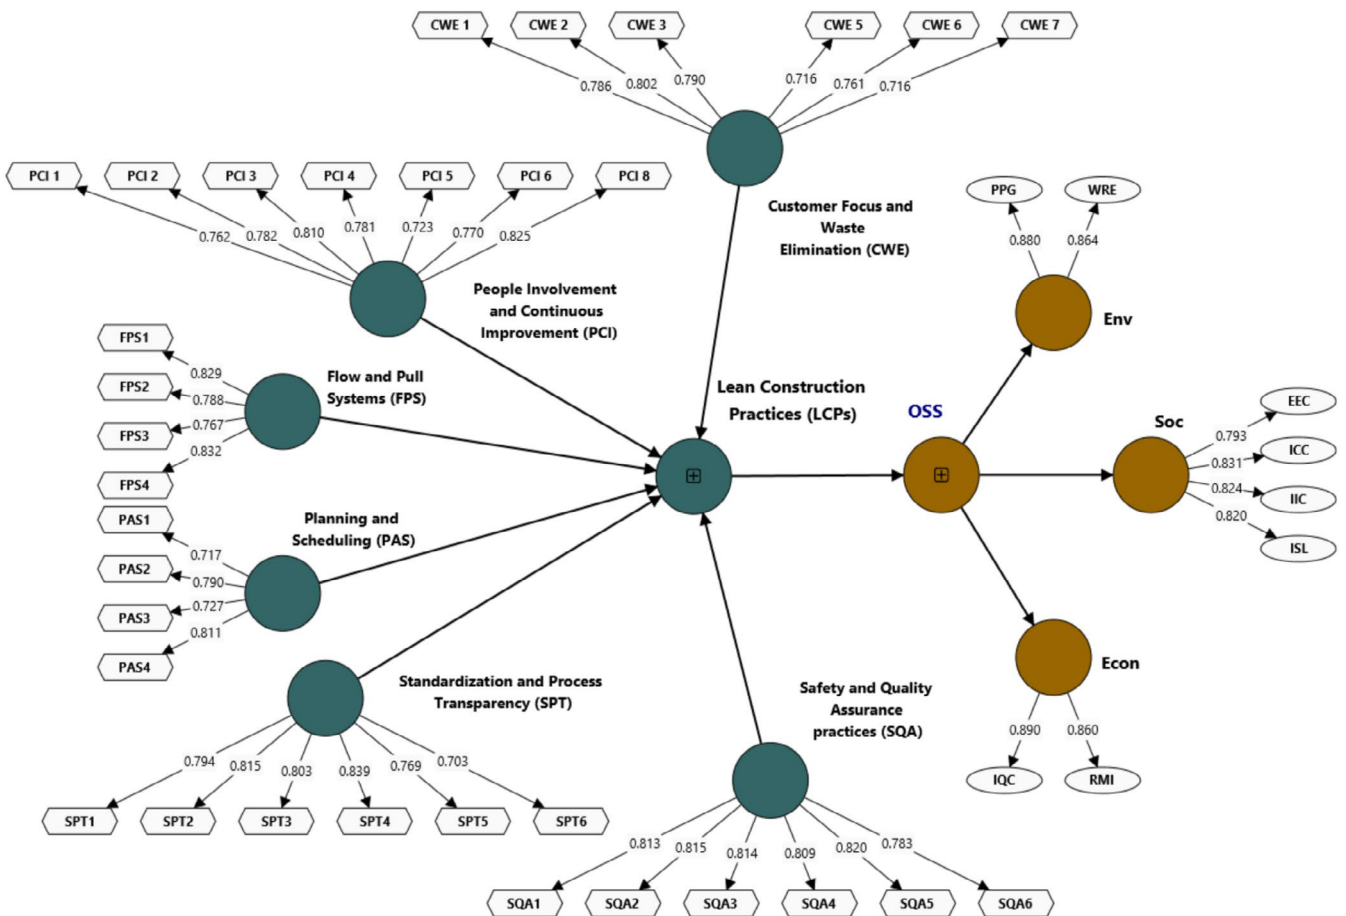 CWE 1
CWE 2
CWE 3
CWE 5
CWE 6
CWE 7
0.786
0.802
0.790
0.716
0.761
0.716
PCI 1
PCI 2
PCI 3
PCI 4
PCI 5
PCI 6
PCI 8
0.762
0.782
0.810
0.781
0.723
0.770
0.825
Customer Focus and
Waste
Elimination (CWE)
PPG
WRE
0.880
0.864
Env
People Involvement
and Continuous
Improvement (PCI)
FPS1
FPS2
FPS3
FPS4
0.829
0.788
0.767
0.832
Flow and Pull
Systems (FPS)
Lean Construction
Practices (LCPs)
OSS
Soc
EEC
ICC
IIC
ISL
0.793
0.831
0.824
0.820
PAS1
PAS2
PAS3
PAS4
0.717
0.790
0.727
0.811
Planning and
Scheduling (PAS)
Standardization and Process
Transparency (SPT)
0.794
0.815
0.803
0.839
0.769
0.703
SPT1
SPT2
SPT3
SPT4
SPT5
SPT6
Safety and Quality
Assurance
practices (SQA)
Econ
0.890
0.860
IQC
RMI
0.813
0.815
0.814
0.809
0.820
0.783
SQA1
SQA2
SQA3
SQA4
SQA5
SQA6